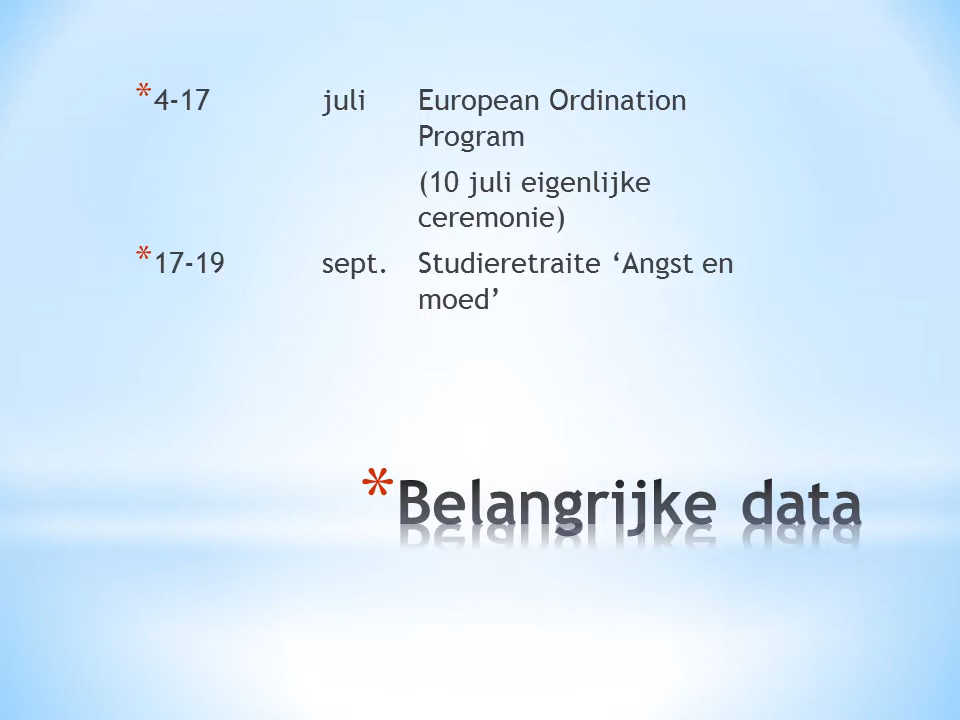 *4-17 juli European Ordination
Program
(10 juli eigenlijke
ceremonie)
*17-19 sept. Studieretraite ‘Angst en
moed’
*Belangrijke data